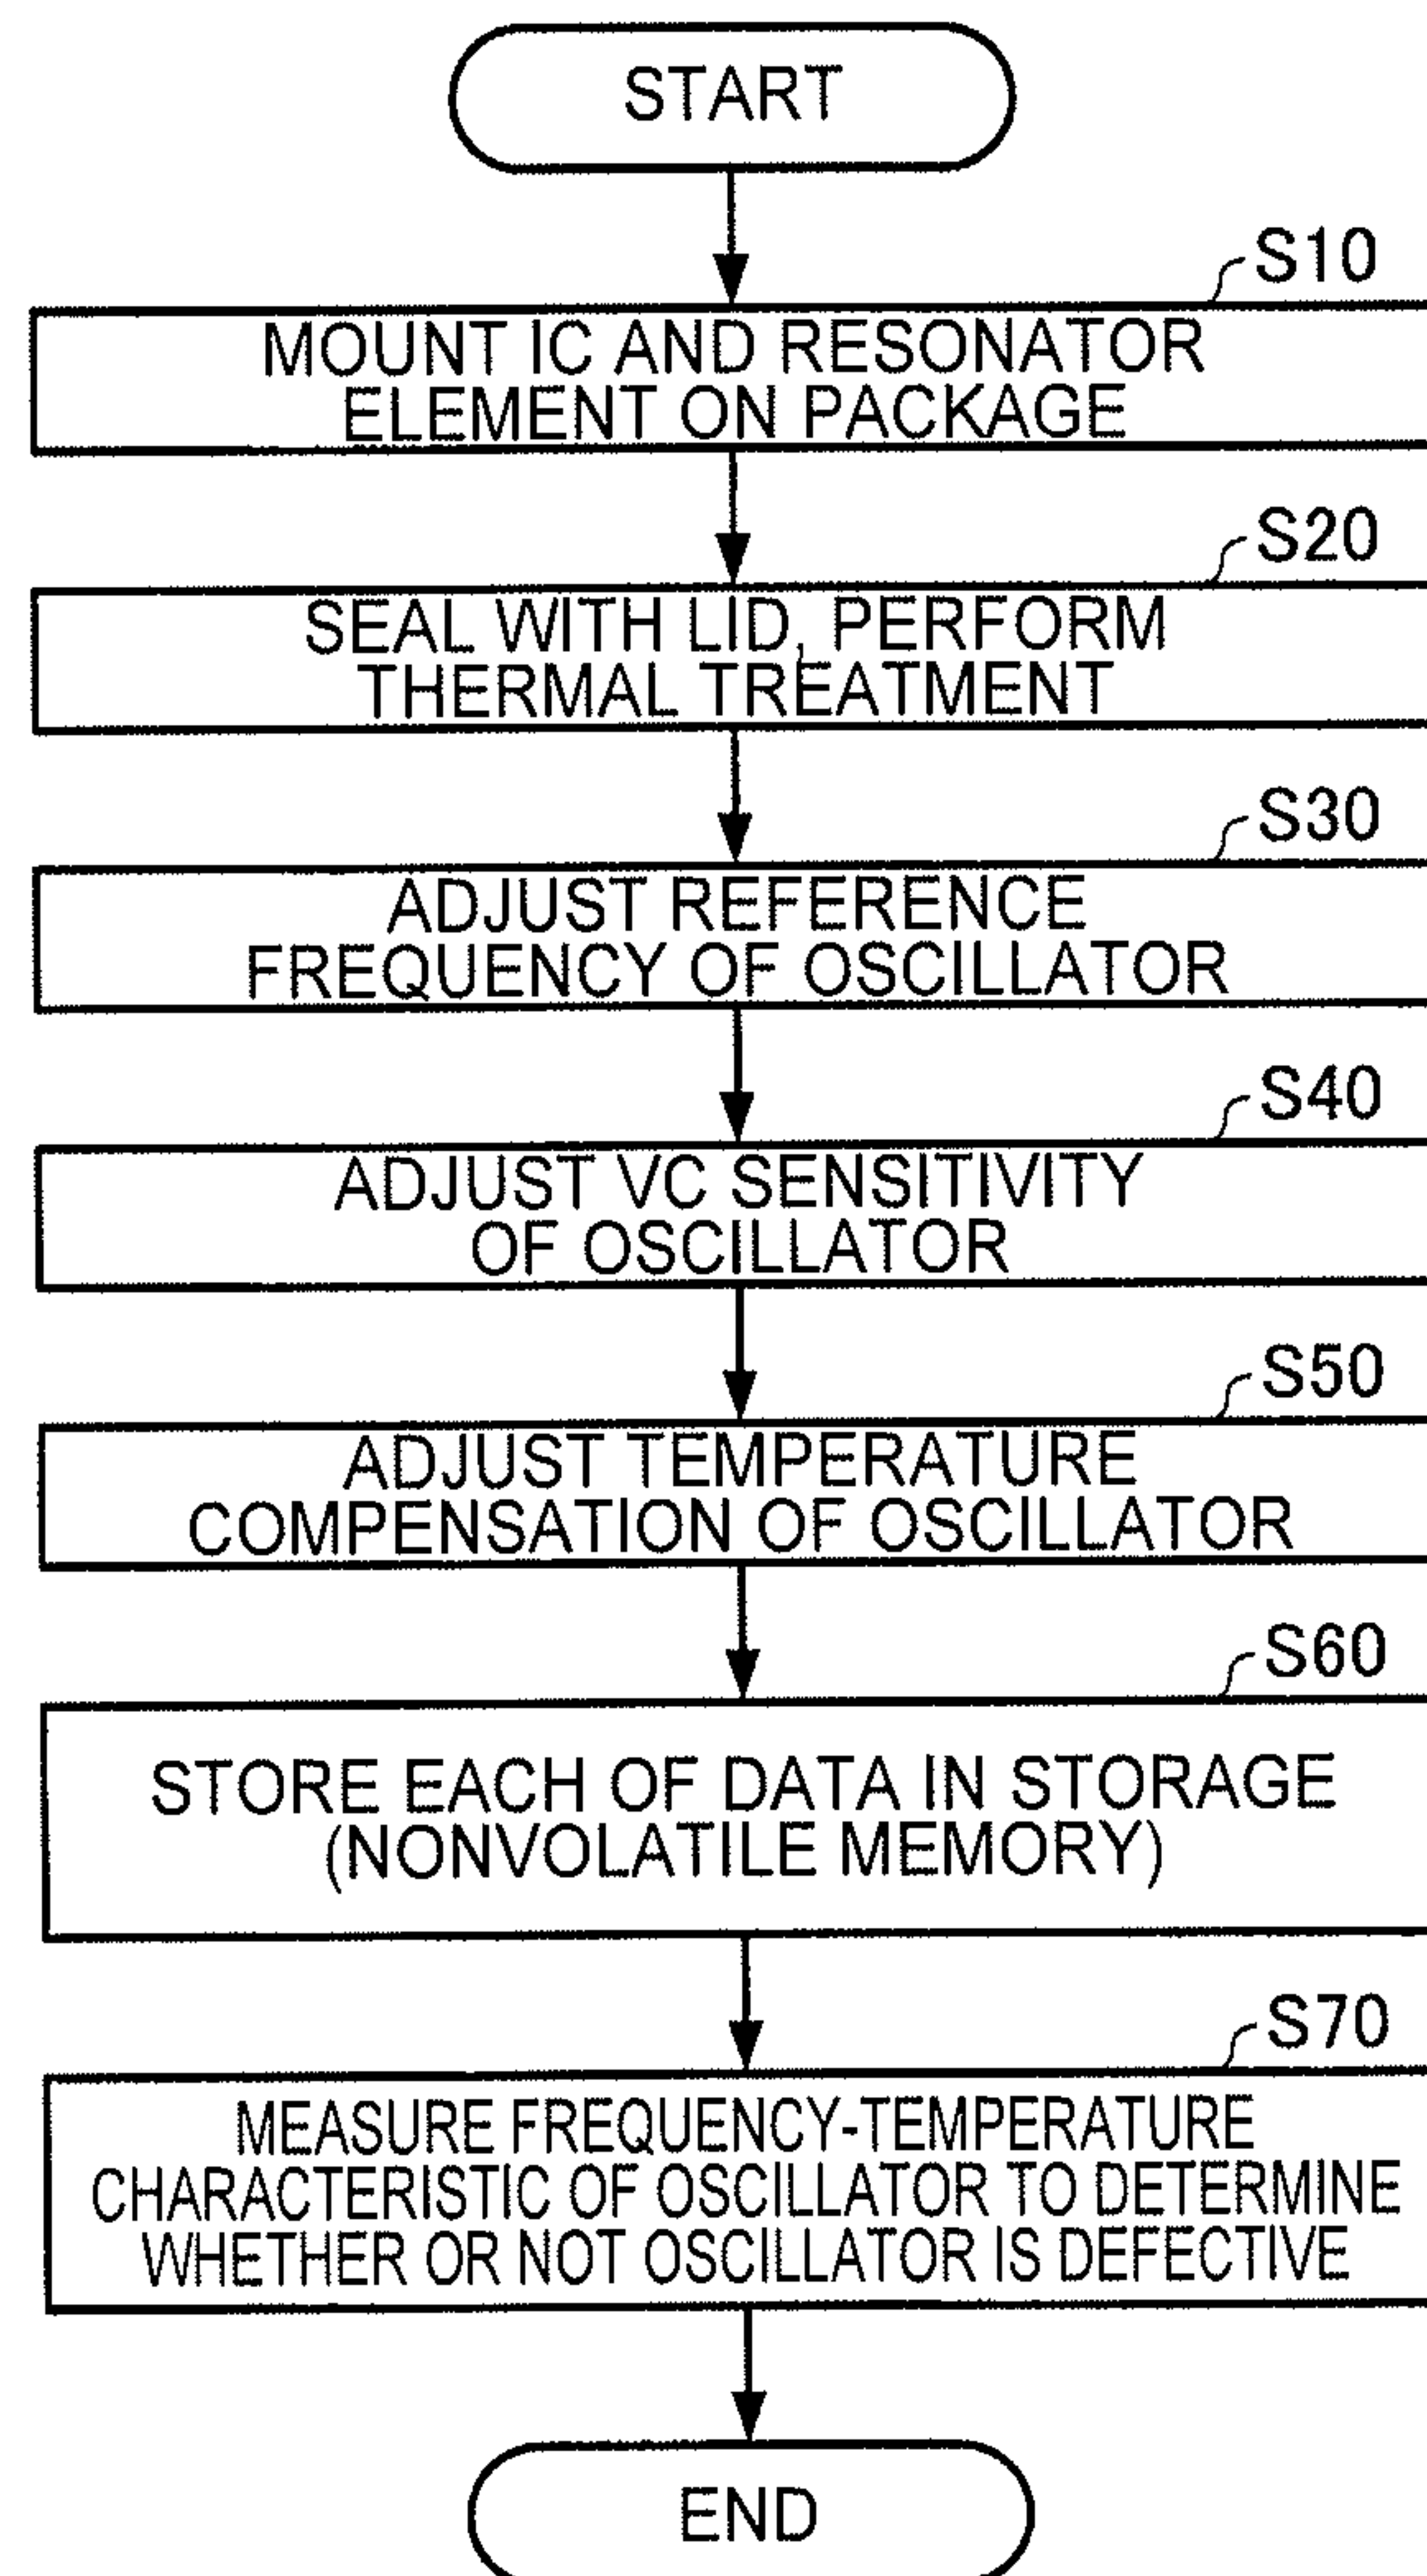 START
S10
MOUNT IC AND RESONATOR
ELEMENT ON PACKAGE
S20
SEAL WITH LID, PERFORM
THERMAL TREATMENT
S30
ADJUST REFERENCE
FREQUENCY OF OSCILLATOR
S40
ADJUST VC SENSITIVITY
OF OSCILLATOR
S50
ADJUST TEMPERATURE
COMPENSATION OF OSCILLATOR
S60
STORE EACH OF DATA IN STORAGE
(NONVOLATILE MEMORY)
S70
MEASURE FREQUENCY-TEMPERATURE
CHARACTERISTIC OF OSCILLATOR TO DETERMINE
WHETHER OR NOT OSCILLATOR IS DEFECTIVE
END